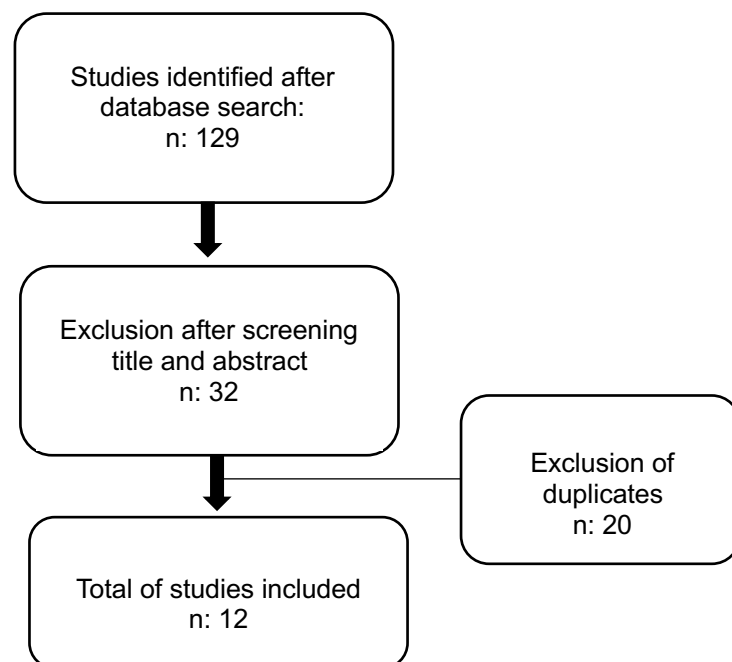 Studies identified after
database search:
n: 129
Exclusion after screening
title and abstract
n: 32
Exclusion of
duplicates
n: 20
Total of studies included
n: 12